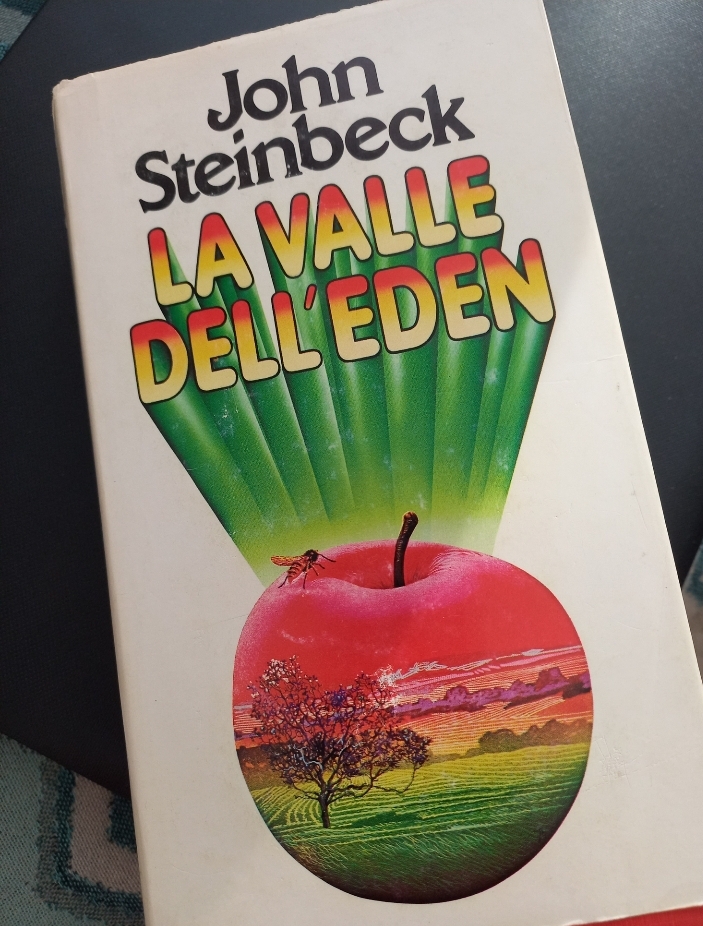 John
Steinbeck
LA VALLE
DELL'EDEN